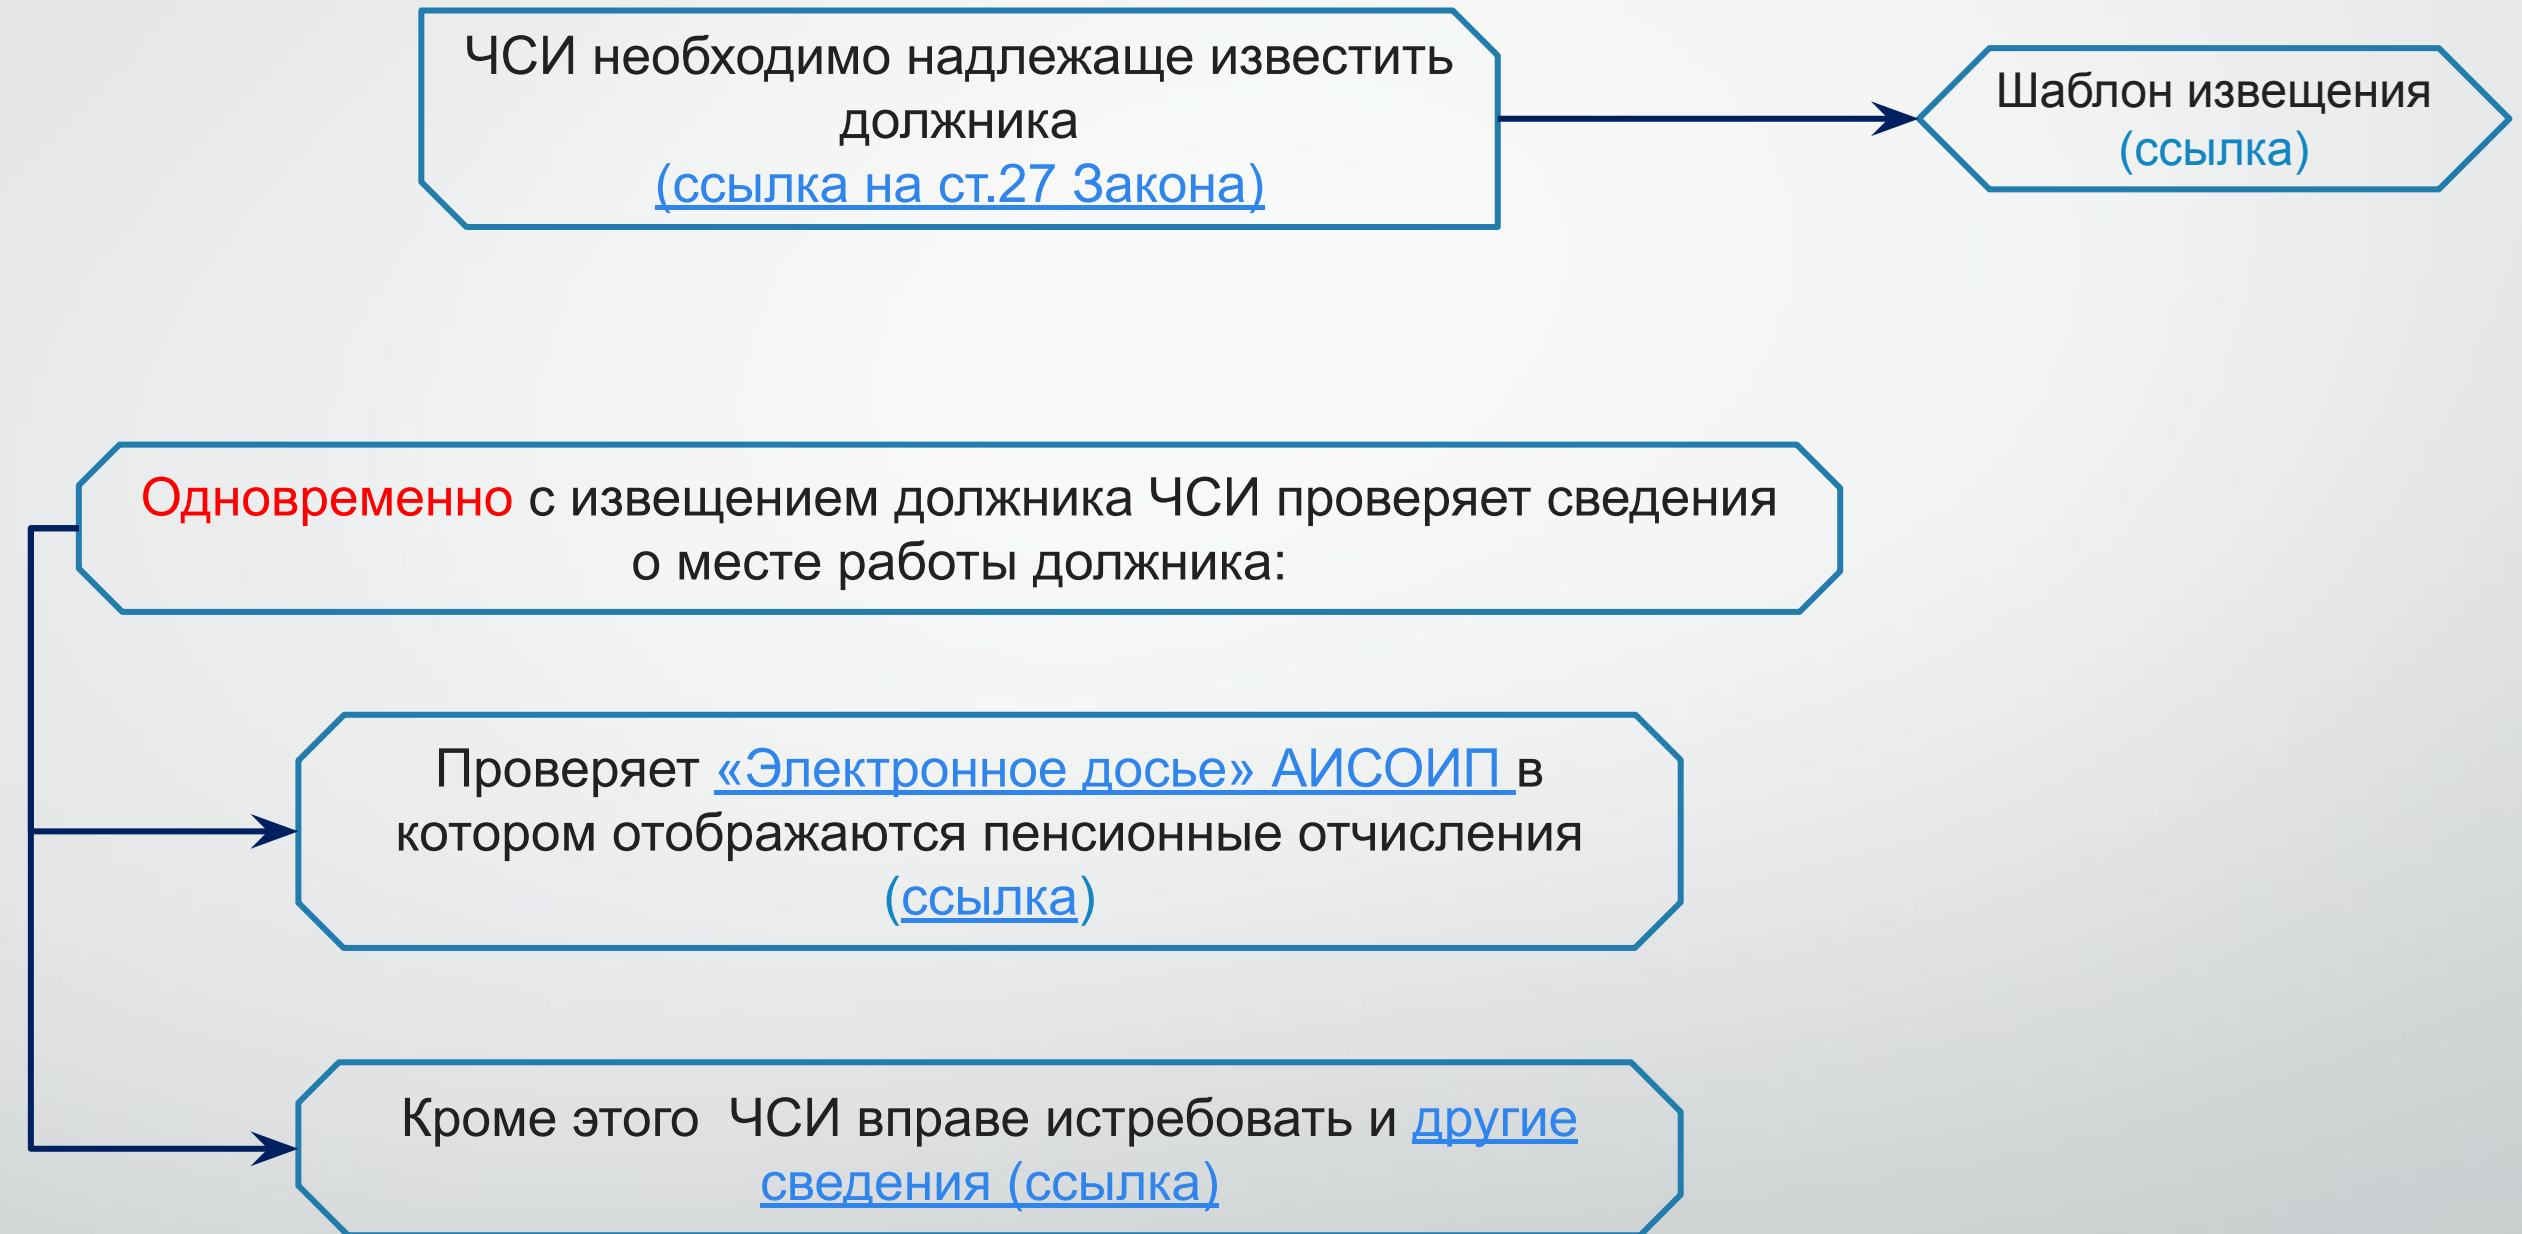 ЧСИ необходимо надлежаще известить
должника
(ссылка на ст.27 Закона)
Шаблон извещения
(ссылка)
Одновременно с извещением должника ЧСИ проверяет сведения
о месте работы должника:
Проверяет «Электронное досье» АИСОИП в
котором отображаются пенсионные отчисления
(ссылка)
Кроме этого  ЧСИ вправе истребовать и другие
сведения (ссылка)